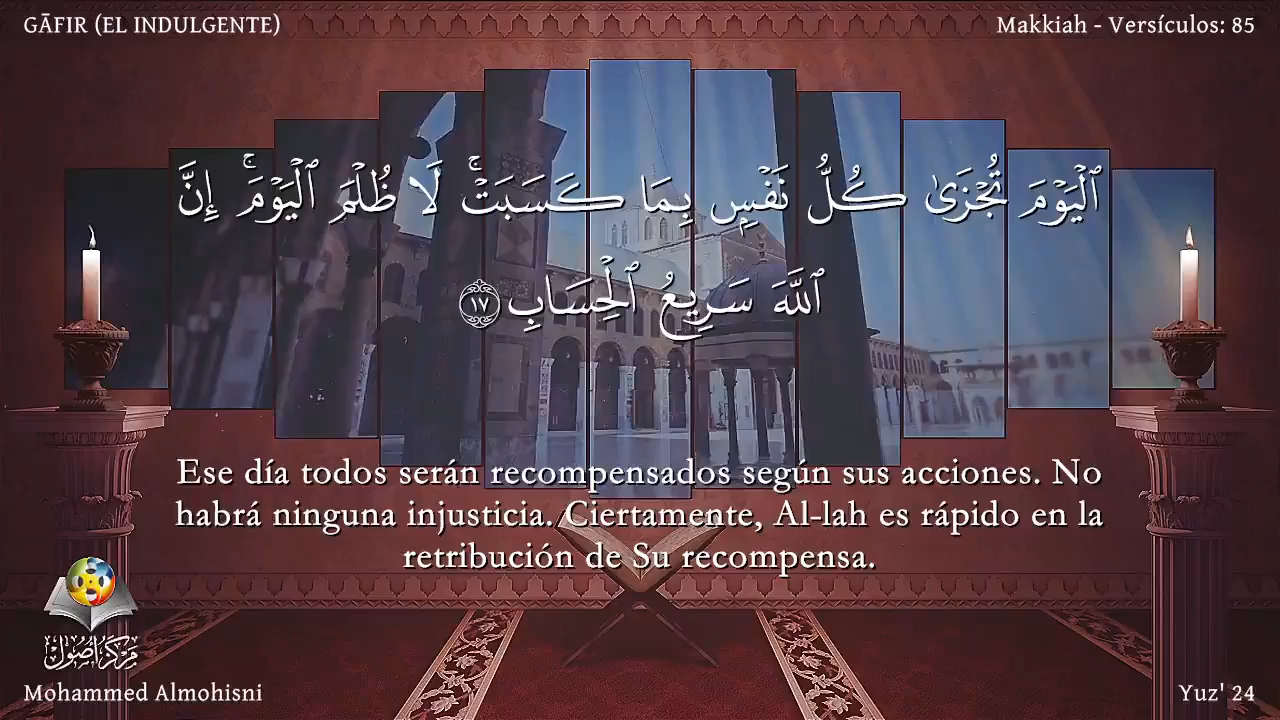 GĀFIR (EL INDULGENTE)
Makkiah - Versículos: 85
ٱلۡيَوۡمَ تُجۡزَىٰ كُلُّ نَفۡسِۭ بِمَا كَسَبَتۡۚ لَا ظُلۡمَ ٱلۡيَوۡمَۚ إِنَّ
ٱللَّهَ سَرِيعُ ٱلۡحِسَابِ ١٧
Ese día todos serán recompensados según sus acciones. No
habrá ninguna injusticia. Ciertamente, Al-lah es rápido en la
retribución de Su recompensa.
مركز أصول
Mohammed Almohisni
Yuz' 24